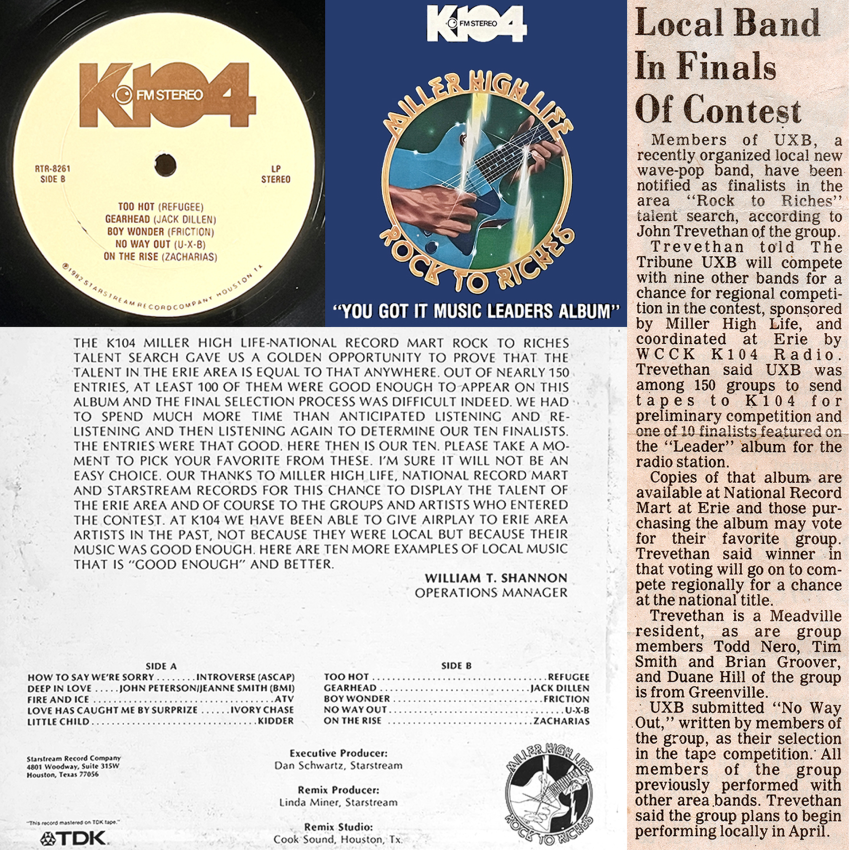 K104
FM STEREO
RTR-8261
SIDE B
LP
STEREO
TOO HOT (REFUGEE)
GEARHEAD (JACK DILLEN)
BOY WONDER (FRICTION)
NO WAY OUT (U-X-B)
ON THE RISE (ZACHARIAS)
℗1982 STARSTREAM RECORD COMPANY HOUSTON, TX
K104
FM STEREO
MILLER HIGH LIFE
ROCK TO RICHES
"YOU GOT IT MUSIC LEADERS ALBUM"
THE K104 MILLER HIGH LIFE-NATIONAL RECORD MART ROCK TO RICHES
TALENT SEARCH GAVE US A GOLDEN OPPORTUNITY TO PROVE THAT THE
TALENT IN THE ERIE AREA IS EQUAL TO THAT ANYWHERE. OUT OF NEARLY 150
ENTRIES, AT LEAST 100 OF THEM WERE GOOD ENOUGH TO APPEAR ON THIS
ALBUM AND THE FINAL SELECTION PROCESS WAS DIFFICULT INDEED. WE HAD
TO SPEND MUCH MORE TIME THAN ANTICIPATED LISTENING AND RE-
LISTENING AND THEN LISTENING AGAIN TO DETERMINE OUR TEN FINALISTS.
THE ENTRIES WERE THAT GOOD. HERE THEN IS OUR TEN. PLEASE TAKE A MO-
MENT TO PICK YOUR FAVORITE FROM THESE. I'M SURE IT WILL NOT BE AN
EASY CHOICE. OUR THANKS TO MILLER HIGH LIFE, NATIONAL RECORD MART
AND STARSTREAM RECORDS FOR THIS CHANCE TO DISPLAY THE TALENT OF
THE ERIE AREA AND OF COURSE TO THE GROUPS AND ARTISTS WHO ENTERED
THE CONTEST. AT K104 WE HAVE BEEN ABLE TO GIVE AIRPLAY TO ERIE AREA
ARTISTS IN THE PAST, NOT BECAUSE THEY WERE LOCAL BUT BECAUSE THEIR
MUSIC WAS GOOD ENOUGH. HERE ARE TEN MORE EXAMPLES OF LOCAL MUSIC
THAT IS "GOOD ENOUGH" AND BETTER.
WILLIAM T. SHANNON
OPERATIONS MANAGER
SIDE A
HOW TO SAY WE'RE SORRY ........ INTROVERSE (ASCAP)
DEEP IN LOVE ..... JOHN PETERSON/JEANNE SMITH (BMI)
FIRE AND ICE ........ ATV
LOVE HAS CAUGHT ME BY SURPRIZE ...... IVORY CHASE
LITTLE CHILD ........ KIDDER
SIDE B
TOO HOT ........ REFUGEE
GEARHEAD ........ JACK DILLEN
BOY WONDER ........ FRICTION
NO WAY OUT ........ U-X-B
ON THE RISE ........ ZACHARIAS
Starstream Record Company
4801 Woodway, Suite 315W
Houston, Texas 77056
Executive Producer:
Dan Schwartz, Starstream
Remix Producer:
Linda Miner, Starstream
Remix Studio:
Cook Sound, Houston, Tx.
"This record mastered on TDK tape."
TDK
MILLER HIGH LIFE
ROCK TO RICHES
Local Band
In Finals
Of Contest
Members of UXB, a
recently organized local new
wave-pop band, have been
notified as finalists in the
area "Rock to Riches"
talent search, according to
John Trevethan of the group.
Trevethan told The
Tribune UXB will compete
with nine other bands for a
chance for regional competi-
tion in the contest, sponsored
by Miller High Life, and
coordinated at Erie by
WCCK K104 Radio.
Trevethan said UXB was
among 150 groups to send
tapes to K104 for
preliminary competition and
one of 10 finalists featured on
the "Leader" album for the
radio station.
Copies of that album are
available at National Record
Mart at Erie and those pur-
chasing the album may vote
for their favorite group.
Trevethan said winner in
that voting will go on to com-
pete regionally for a chance
at the national title.
Trevethan is a Meadville
resident, as are group
members Todd Nero, Tim
Smith and Brian Groover,
and Duane Hill of the group
is from Greenville.
UXB submitted "No Way
Out," written by members of
the group, as their selection
in the tape competition. All
members of the group
previously performed with
other area bands. Trevethan
said the group plans to begin
performing locally in April.